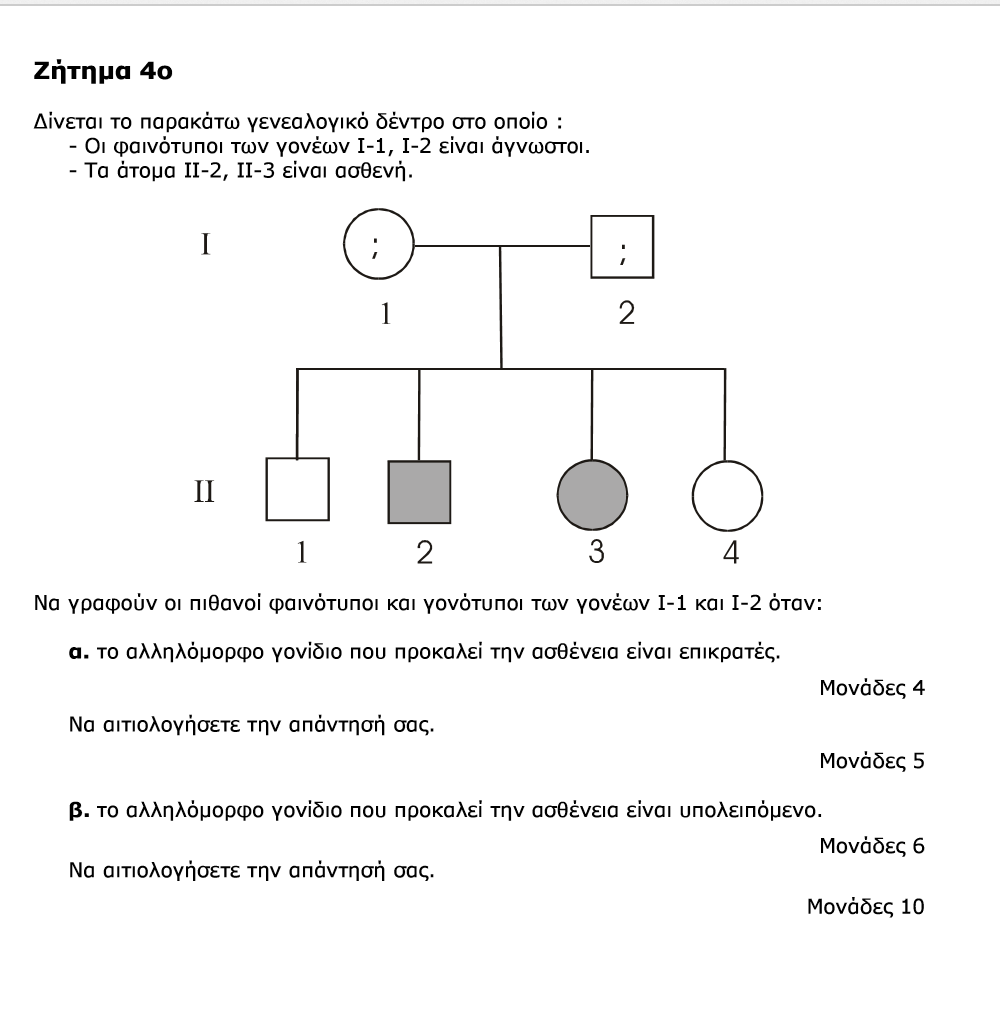 Ζήτημα 4ο
Δίνεται το παρακάτω γενεαλογικό δέντρο στο οποίο :
- Οι φαινότυποι των γονέων Ι-1, Ι-2 είναι άγνωστοι.
- Τα άτομα ΙΙ-2, ΙΙ-3 είναι ασθενή.
I
;
;
1
2
II
1
2
3
4
Να γραφούν οι πιθανοί φαινότυποι και γονότυποι των γονέων Ι-1 και Ι-2 όταν:
α. το αλληλόμορφο γονίδιο που προκαλεί την ασθένεια είναι επικρατές.
Μονάδες 4
Να αιτιολογήσετε την απάντησή σας.
Μονάδες 5
β. το αλληλόμορφο γονίδιο που προκαλεί την ασθένεια είναι υπολειπόμενο.
Μονάδες 6
Να αιτιολογήσετε την απάντησή σας.
Μονάδες 10